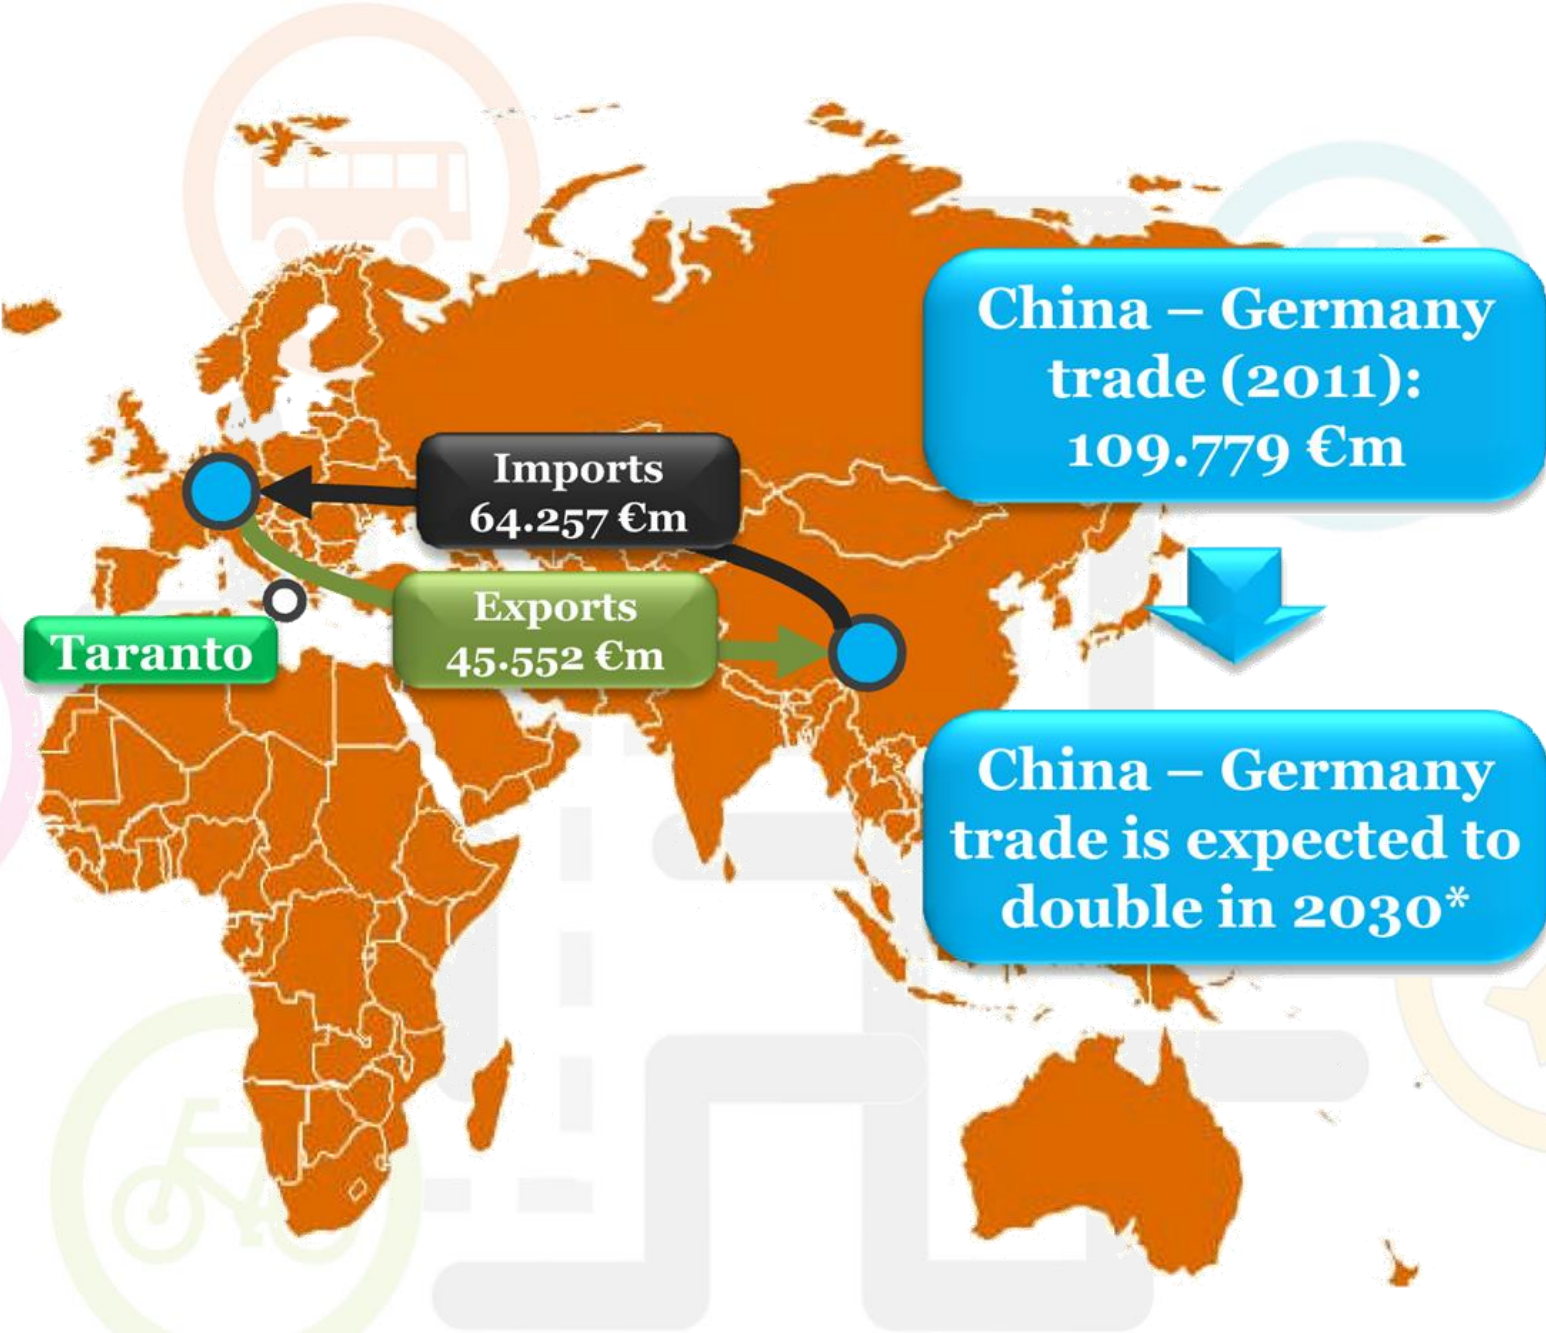 China – Germany
trade (2011):
109.779 €m
Imports
64.257 €m
Exports
45.552 €m
Taranto
China – Germany
trade is expected to
double in 2030*